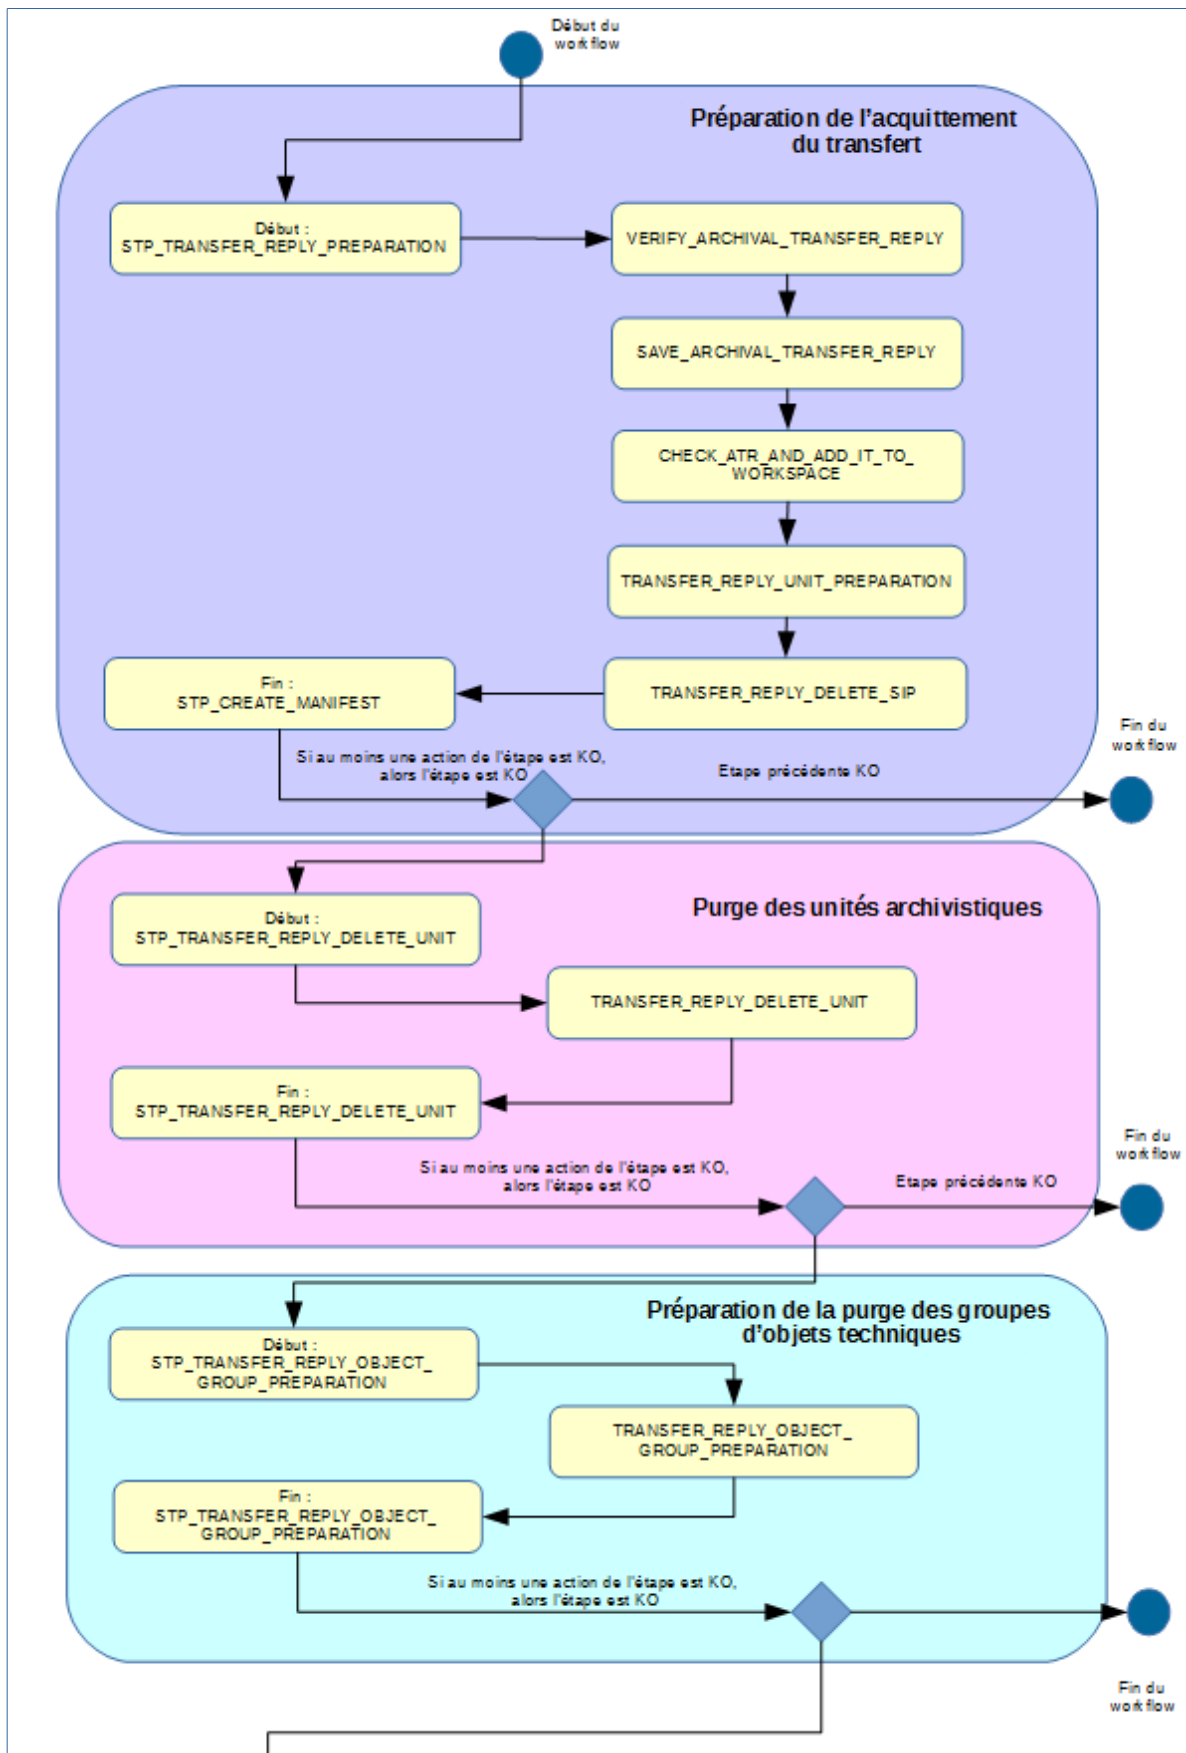 Début du
workflow
Préparation de l'acquittement
du transfert
Début :
STP_TRANSFER_REPLY_PREPARATION
VERIFY_ARCHIVAL_TRANSFER_REPLY
SAVE_ARCHIVAL_TRANSFER_REPLY
CHECK_ATR_AND_ADD_IT_TO_
WORKSPACE
TRANSFER_REPLY_UNIT_PREPARATION
TRANSFER_REPLY_DELETE_SIP
Fin :
STP_CREATE_MANIFEST
Si au moins une action de l'étape est KO,
alors l'étape est KO
Etape précédente KO
Fin du
workflow
Purge des unités archivistiques
Début :
STP_TRANSFER_REPLY_DELETE_UNIT
TRANSFER_REPLY_DELETE_UNIT
Fin :
STP_TRANSFER_REPLY_DELETE_UNIT
Si au moins une action de l'étape est KO,
alors l'étape est KO
Etape précédente KO
Fin du
workflow
Préparation de la purge des groupes
d'objets techniques
Début :
STP_TRANSFER_REPLY_OBJECT_
GROUP_PREPARATION
TRANSFER_REPLY_OBJECT_
GROUP_PREPARATION
Fin :
STP_TRANSFER_REPLY_OBJECT_
GROUP_PREPARATION
Si au moins une action de l'étape est KO,
alors l'étape est KO
Fin du
workflow